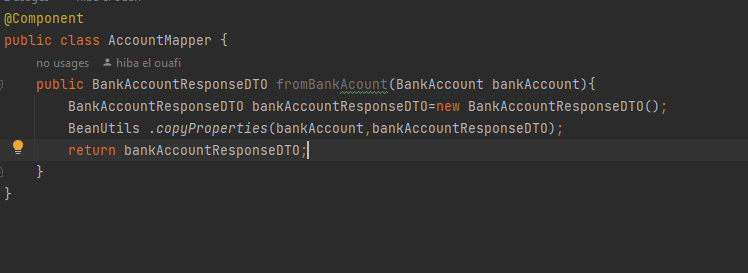 @Component
public class AccountMapper {
no usages hiba el ouafi
public BankAccountResponseDTO fromBankAcount(BankAccount bankAccount){
BankAccountResponseDTO bankAccountResponseDTO=new BankAccountResponseDTO();
BeanUtils .copyProperties(bankAccount,bankAccountResponseDTO);
return bankAccountResponseDTO;
}
}